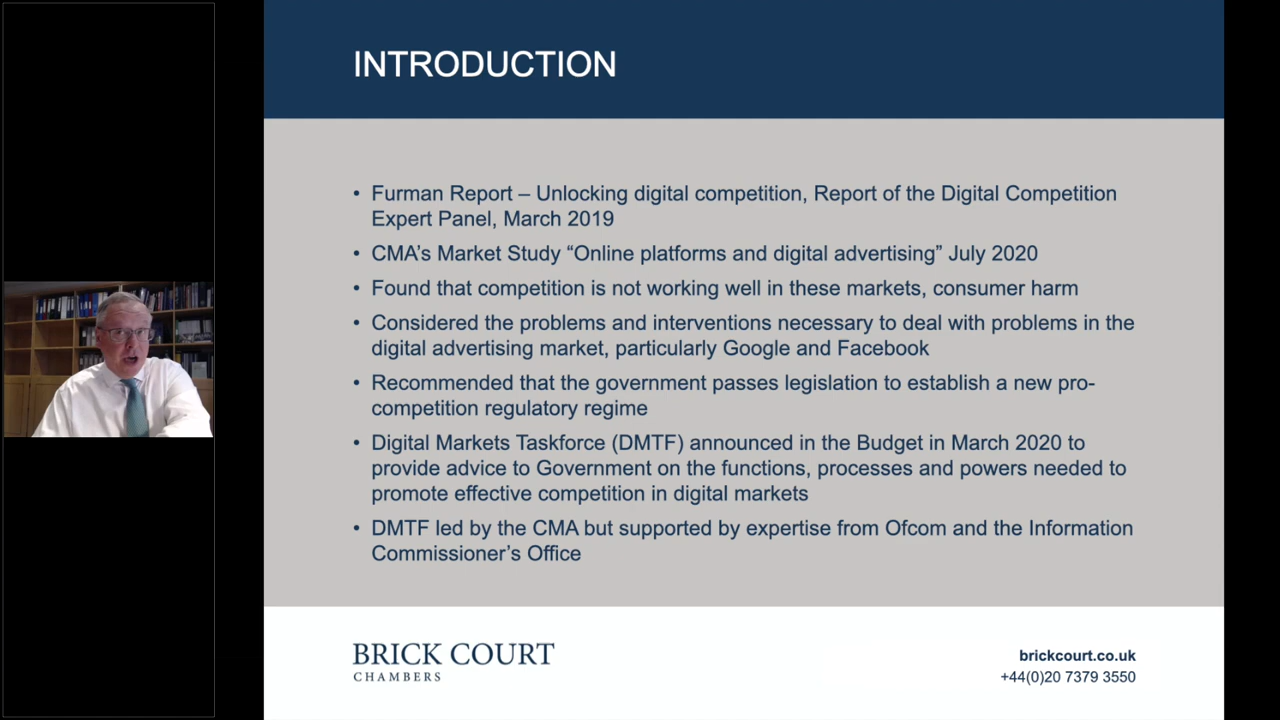 INTRODUCTION
• Furman Report – Unlocking digital competition, Report of the Digital Competition
Expert Panel, March 2019
• CMA’s Market Study “Online platforms and digital advertising” July 2020
• Found that competition is not working well in these markets, consumer harm
• Considered the problems and interventions necessary to deal with problems in the
digital advertising market, particularly Google and Facebook
• Recommended that the government passes legislation to establish a new pro-
competition regulatory regime
• Digital Markets Taskforce (DMTF) announced in the Budget in March 2020 to
provide advice to Government on the functions, processes and powers needed to
promote effective competition in digital markets
• DMTF led by the CMA but supported by expertise from Ofcom and the Information
Commissioner’s Office
BRICK COURT
CHAMBERS
brickcourt.co.uk
+44(0)20 7379 3550